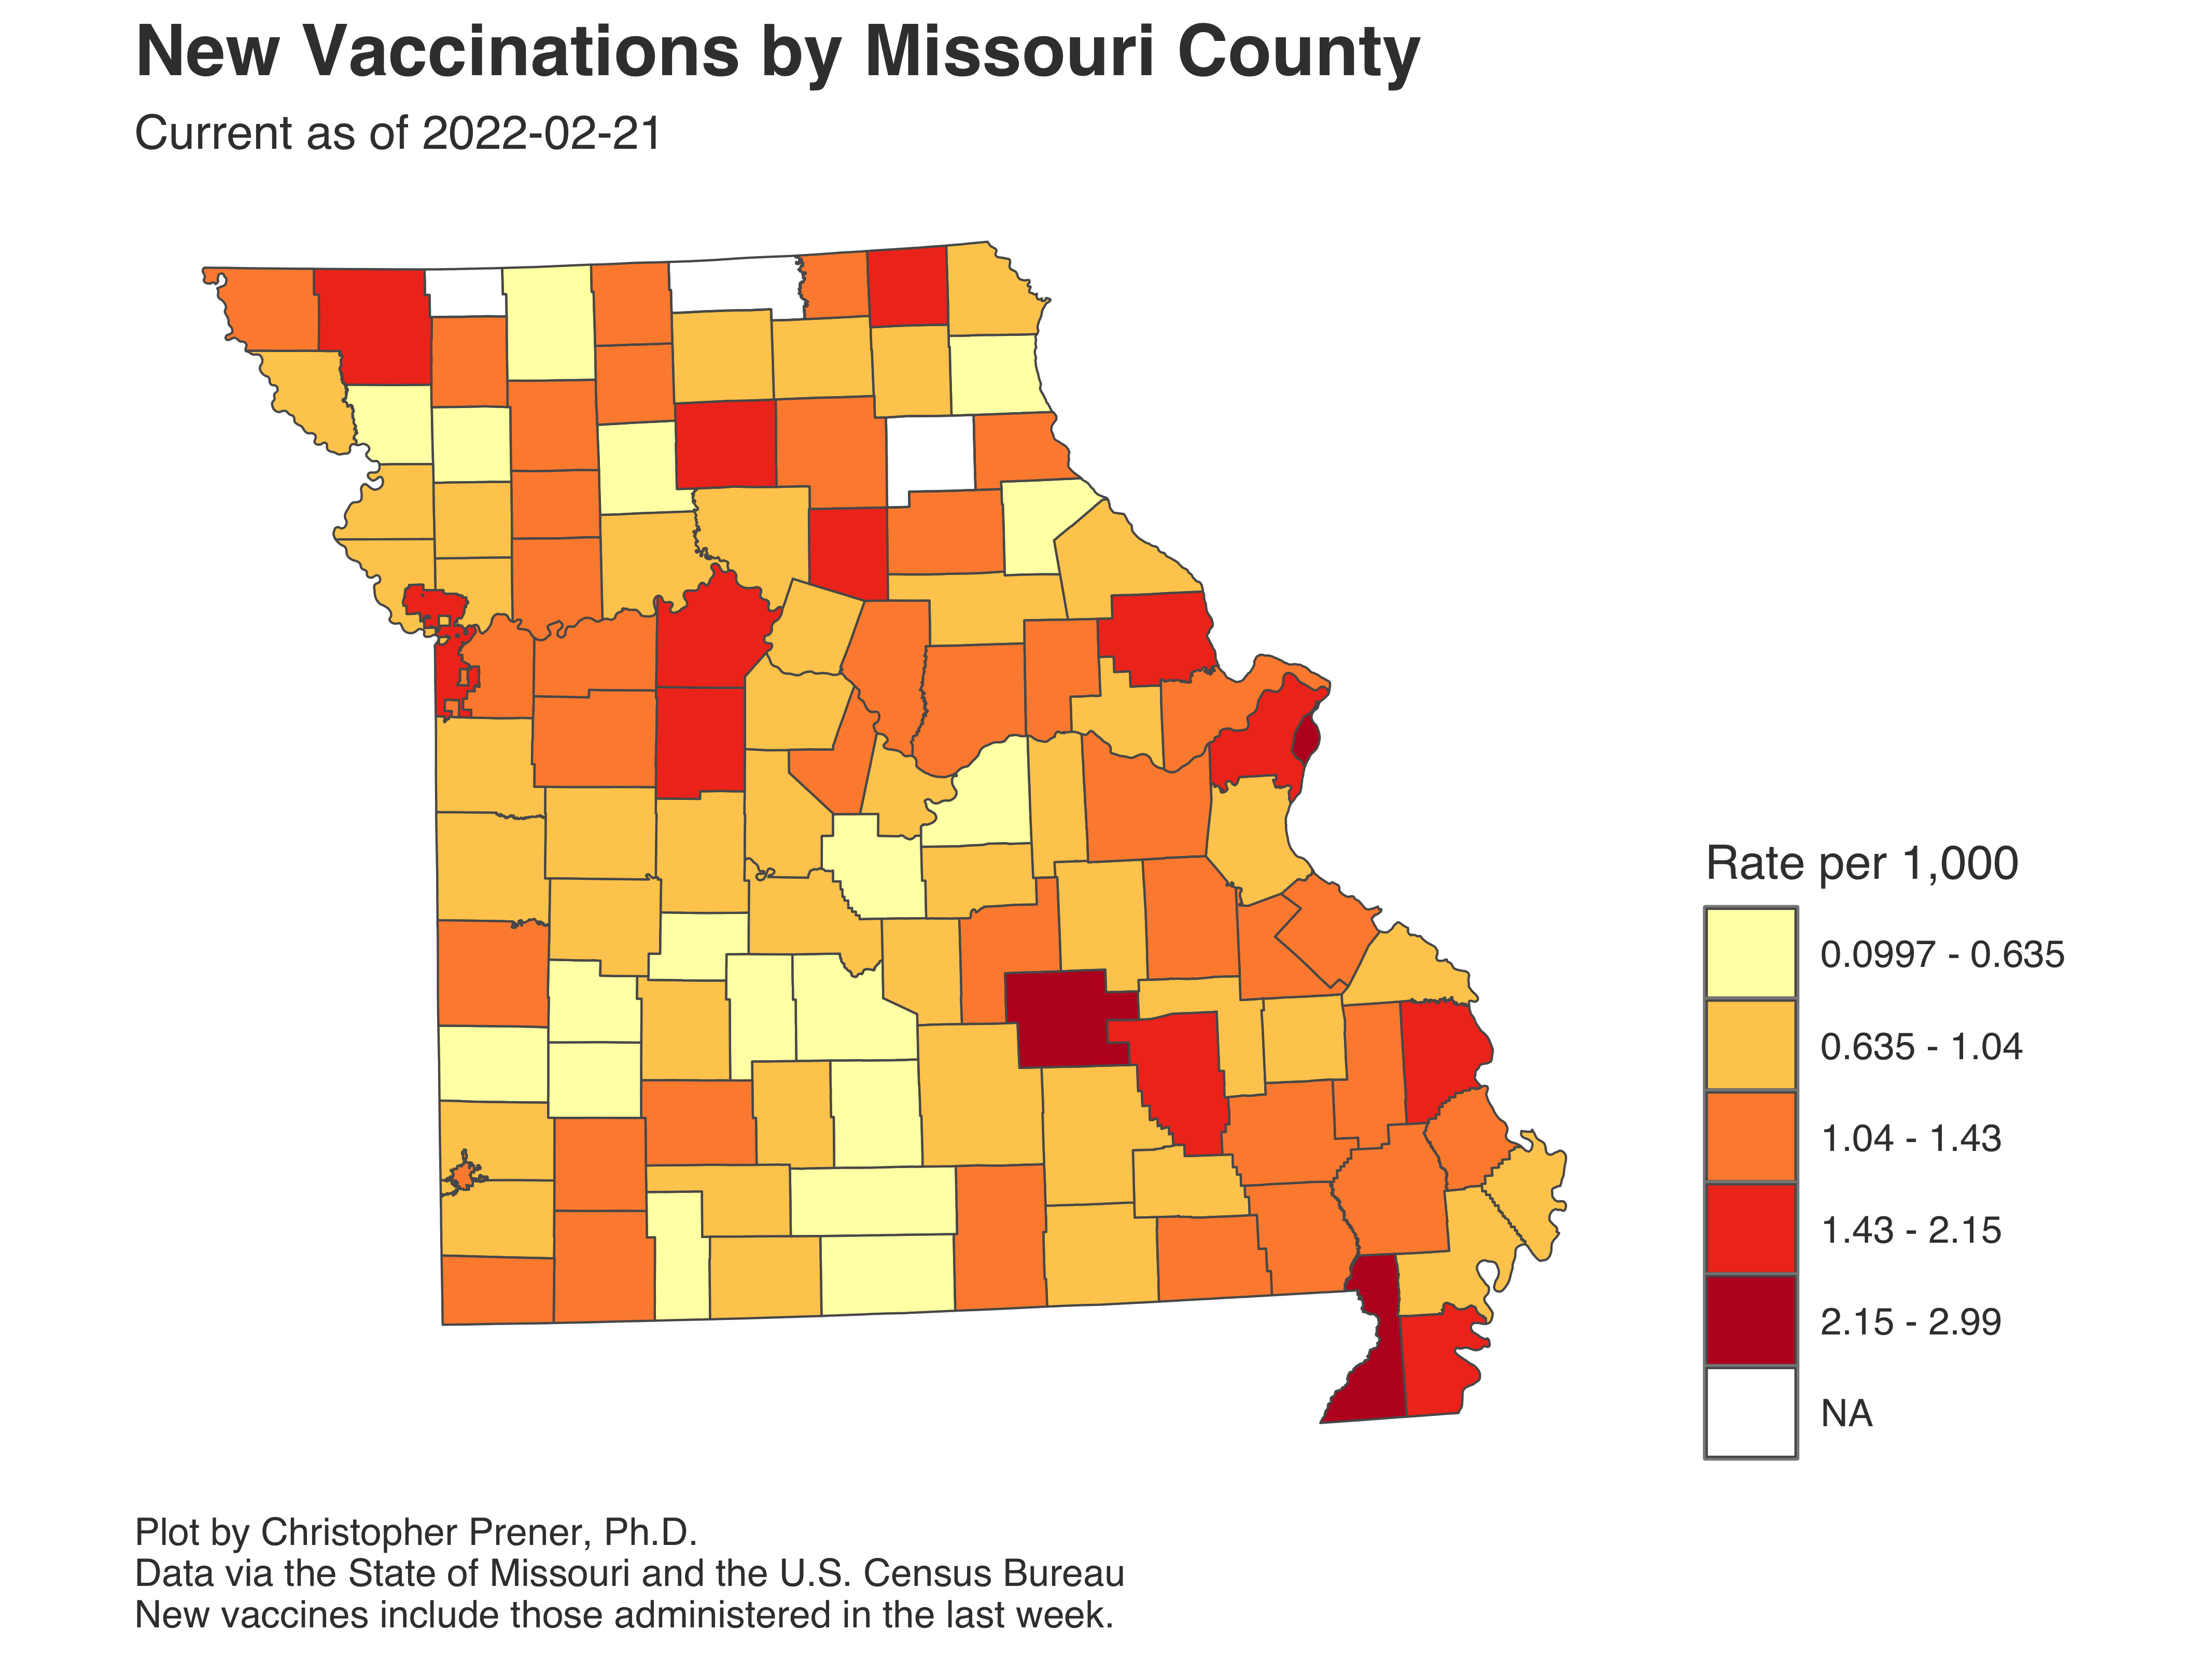 New Vaccinations by Missouri County
Current as of 2022-02-21
Rate per 1,000
0.0997 - 0.635
0.635 - 1.04
1.04 - 1.43
1.43 - 2.15
2.15 - 2.99
NA
Plot by Christopher Prener, Ph.D.
Data via the State of Missouri and the U.S. Census Bureau
New vaccines include those administered in the last week.